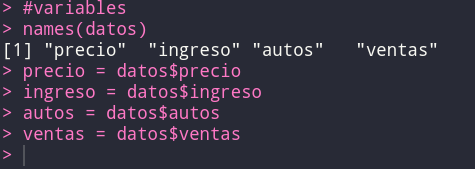 > #variables
> names(datos)
[1] "precio"  "ingreso" "autos"   "ventas"
> precio = datos$precio
> ingreso = datos$ingreso
> autos = datos$autos
> ventas = datos$ventas
>